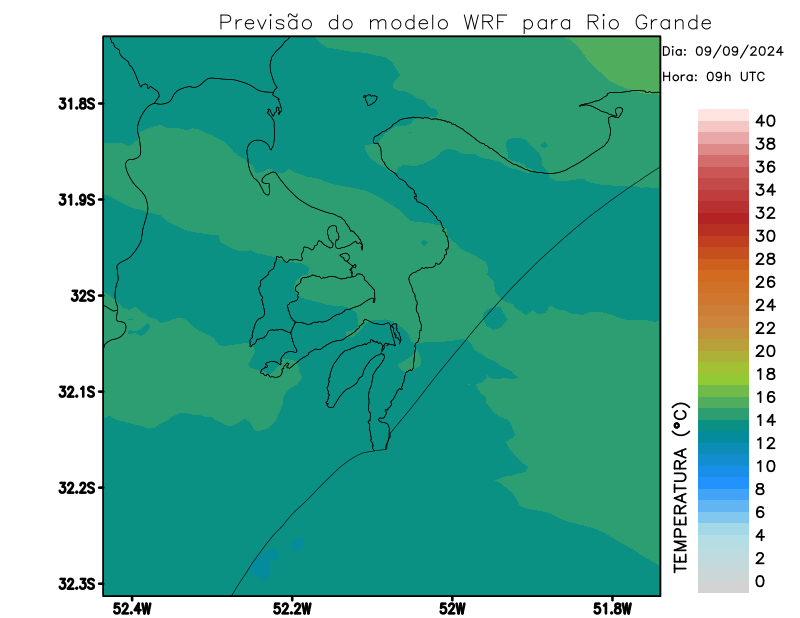 Previsão do modelo WRF para Rio Grande
Dia: 09/09/2024
Hora: 09h UTC
31.8S
31.9S
32S
32.1S
32.2S
32.3S
52.4W
52.2W
52W
51.8W
40
38
36
34
32
30
28
26
24
22
20
18
16
14
12
10
8
6
4
2
0
TEMPERATURA (°C)